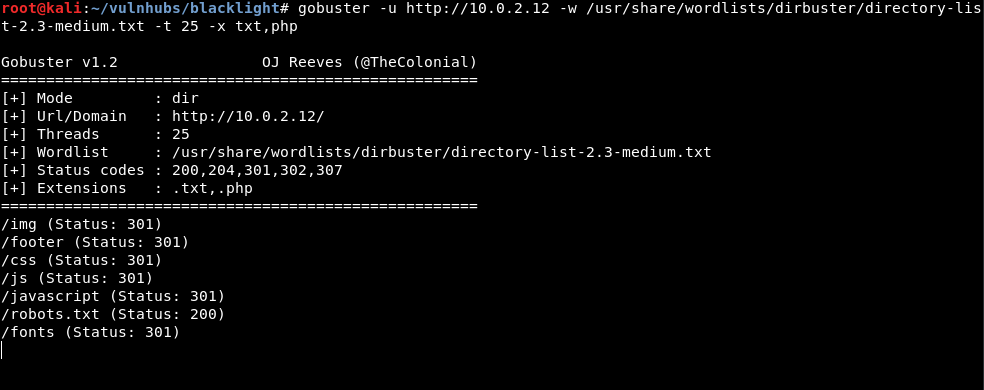 root@kali:~/vulnhubs/blacklight# gobuster -u http://10.0.2.12 -w /usr/share/wordlists/dirbuster/directory-lis
t-2.3-medium.txt -t 25 -x txt,php
Gobuster v1.2                OJ Reeves (@TheColonial)
=====================================================
[+] Mode         : dir
[+] Url/Domain   : http://10.0.2.12/
[+] Threads      : 25
[+] Wordlist     : /usr/share/wordlists/dirbuster/directory-list-2.3-medium.txt
[+] Status codes : 200,204,301,302,307
[+] Extensions   : .txt,.php
=====================================================
/img (Status: 301)
/footer (Status: 301)
/css (Status: 301)
/js (Status: 301)
/javascript (Status: 301)
/robots.txt (Status: 200)
/fonts (Status: 301)